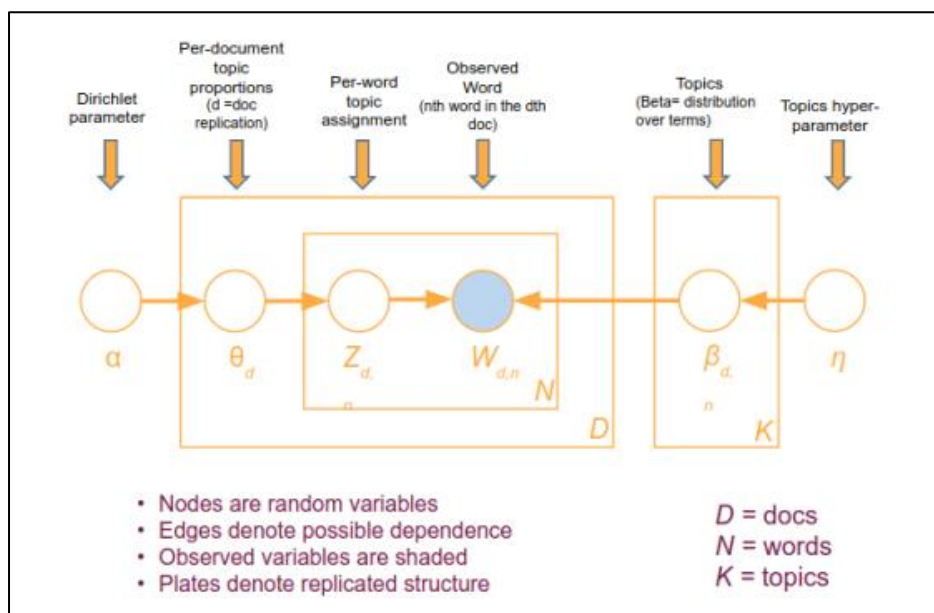 Dirichlet
parameter
Per-document
topic
proportions
(d =doc
replication)
Per-word
topic
assignment
Observed
Word
(nth word in the dth
doc)
Topics
(Beta= distribution
over terms)
Topics hyper-
parameter
α
θd
Zd,
n
Wd,n
N
D
βd,
n
K
η
• Nodes are random variables
• Edges denote possible dependence
• Observed variables are shaded
• Plates denote replicated structure
D = docs
N = words
K = topics